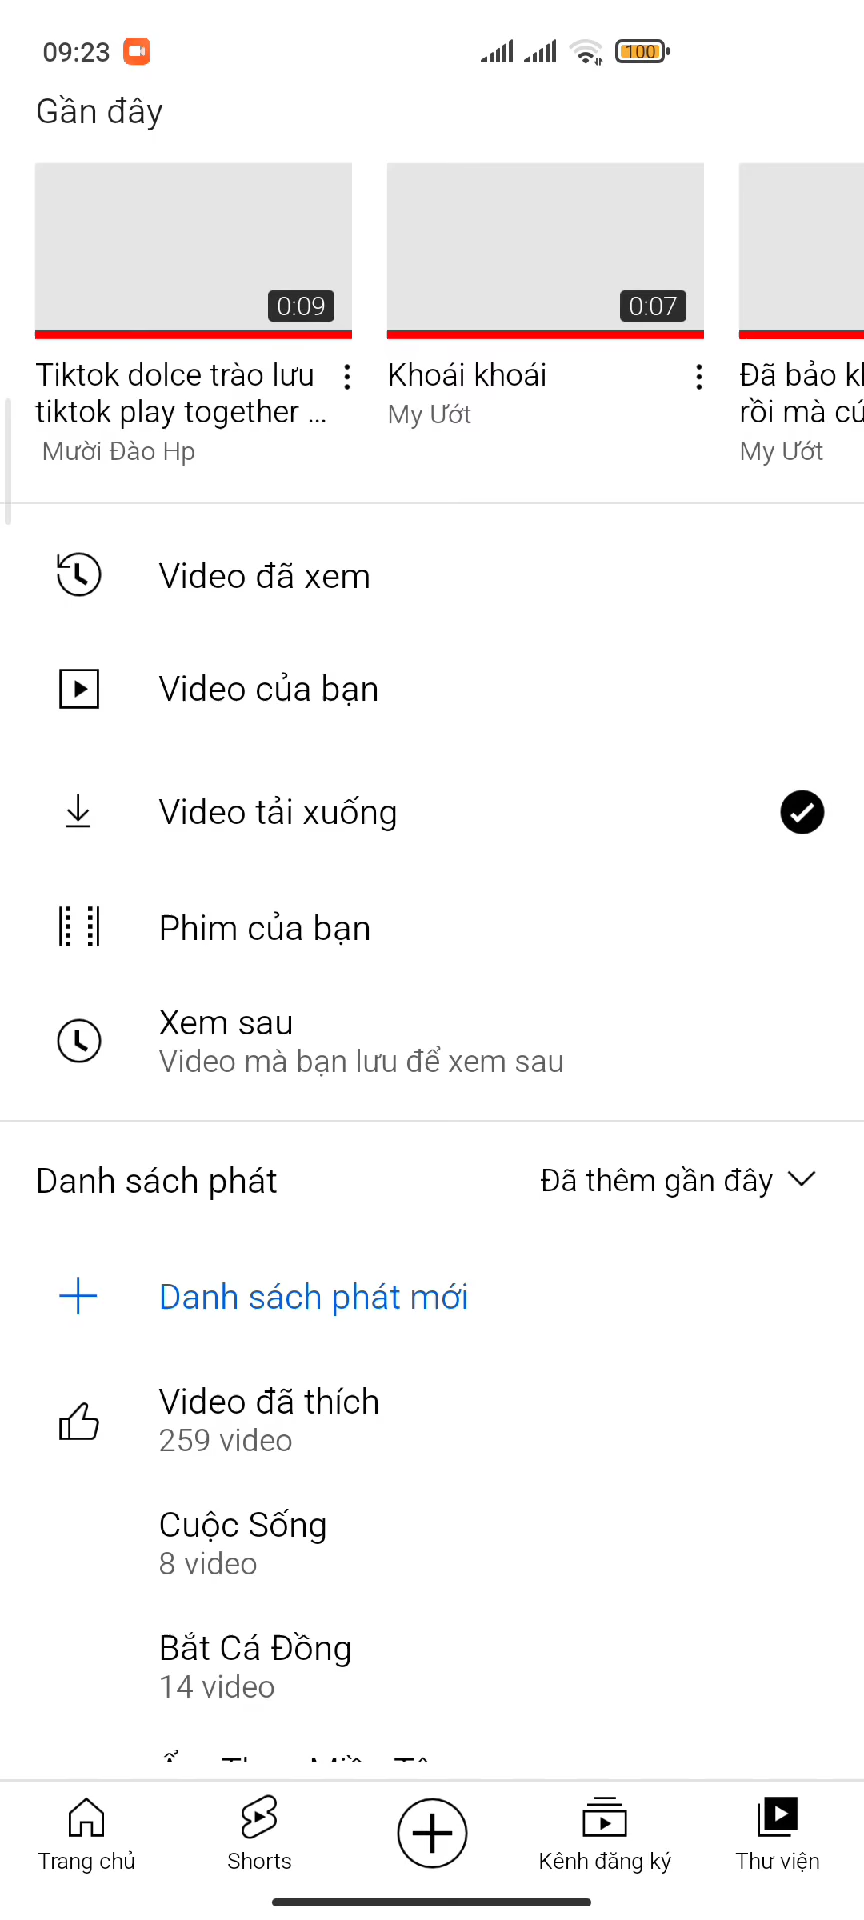 09:23
100
Gần đây
0:09
0:07
Tiktok dolce trào lưu
tiktok play together ...
Mười Đào Hp
Khoái khoái
My Ướt
Đã bảo
rồi mà
My Ướt
Video đã xem
Video của bạn
Video tải xuống
Phim của bạn
Xem sau
Video mà bạn lưu để xem sau
Danh sách phát
Đã thêm gần đây
Danh sách phát mới
Video đã thích
259 video
Cuộc Sống
8 video
Bắt Cá Đồng
14 video
Trang chủ
Shorts
Kênh đăng ký
Thư viện